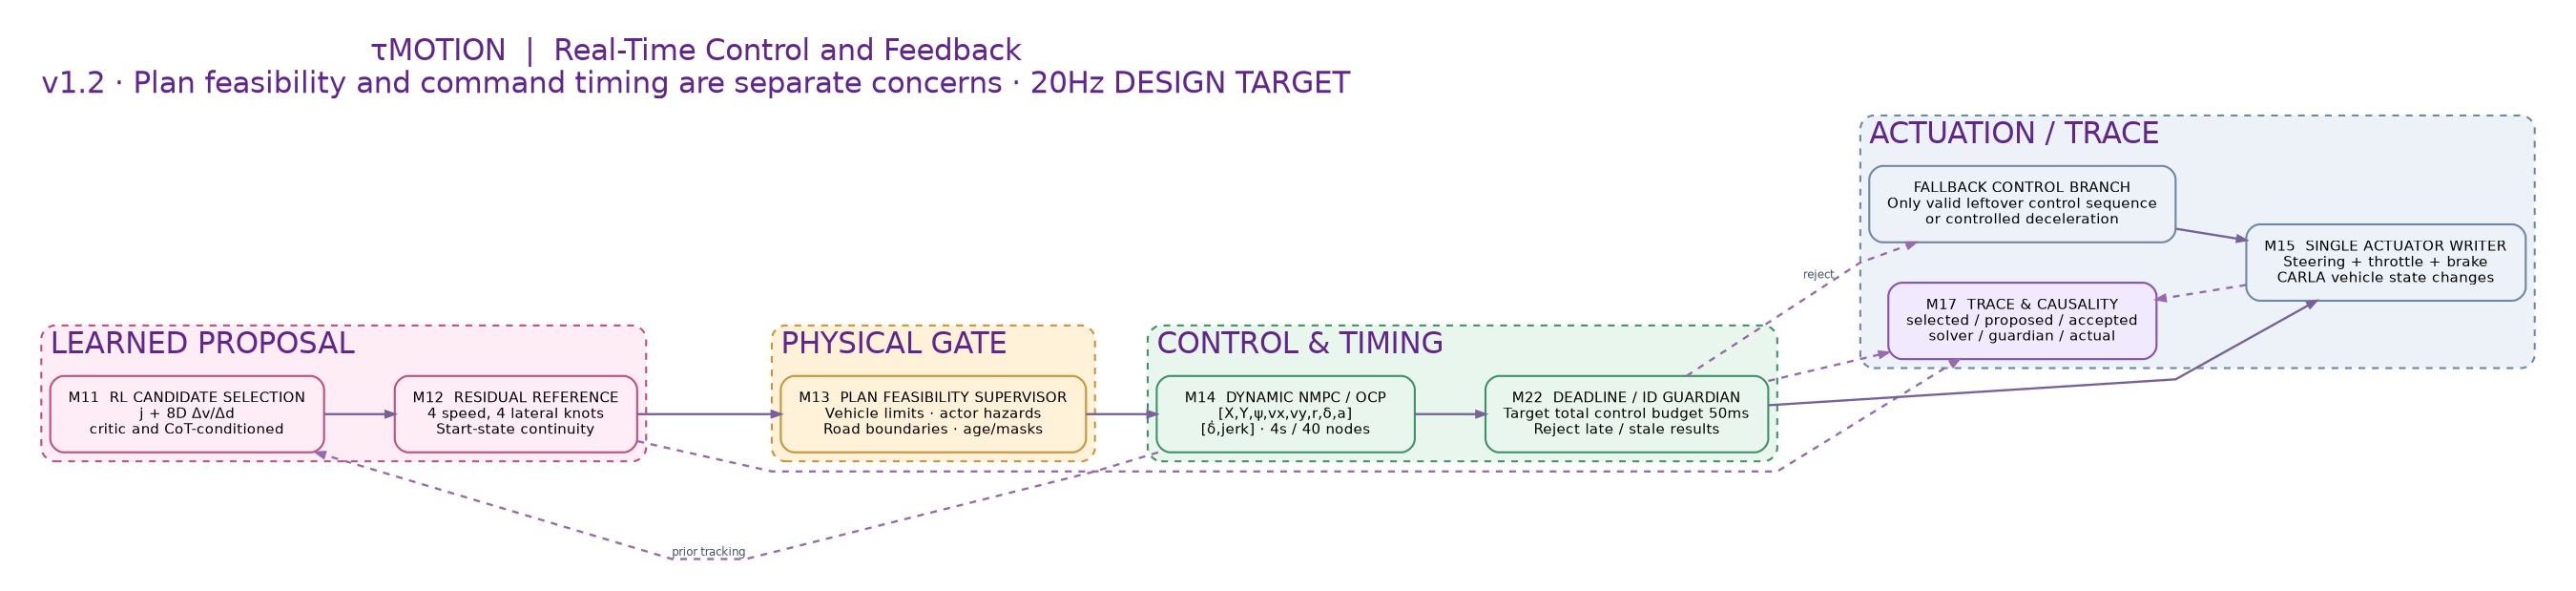 τMOTION | Real-Time Control and Feedback
v1.2 · Plan feasibility and command timing are separate concerns · 20Hz DESIGN TARGET
LEARNED PROPOSAL
M11 RL CANDIDATE SELECTION
j + 8D Δv/Δd
critic and CoT-conditioned
M12 RESIDUAL REFERENCE
4 speed, 4 lateral knots
Start-state continuity
PHYSICAL GATE
M13 PLAN FEASIBILITY SUPERVISOR
Vehicle limits · actor hazards
Road boundaries · age/masks
CONTROL & TIMING
M14 DYNAMIC NMPC / OCP
[X,Y,ψ,vx,vy,r,δ,a]
[δ̇,jerk] · 4s / 40 nodes
M22 DEADLINE / ID GUARDIAN
Target total control budget 50ms
Reject late / stale results
ACTUATION / TRACE
FALLBACK CONTROL BRANCH
Only valid leftover control sequence
or controlled deceleration
M15 SINGLE ACTUATOR WRITER
Steering + throttle + brake
CARLA vehicle state changes
M17 TRACE & CAUSALITY
selected / proposed / accepted
solver / guardian / actual
reject
prior tracking